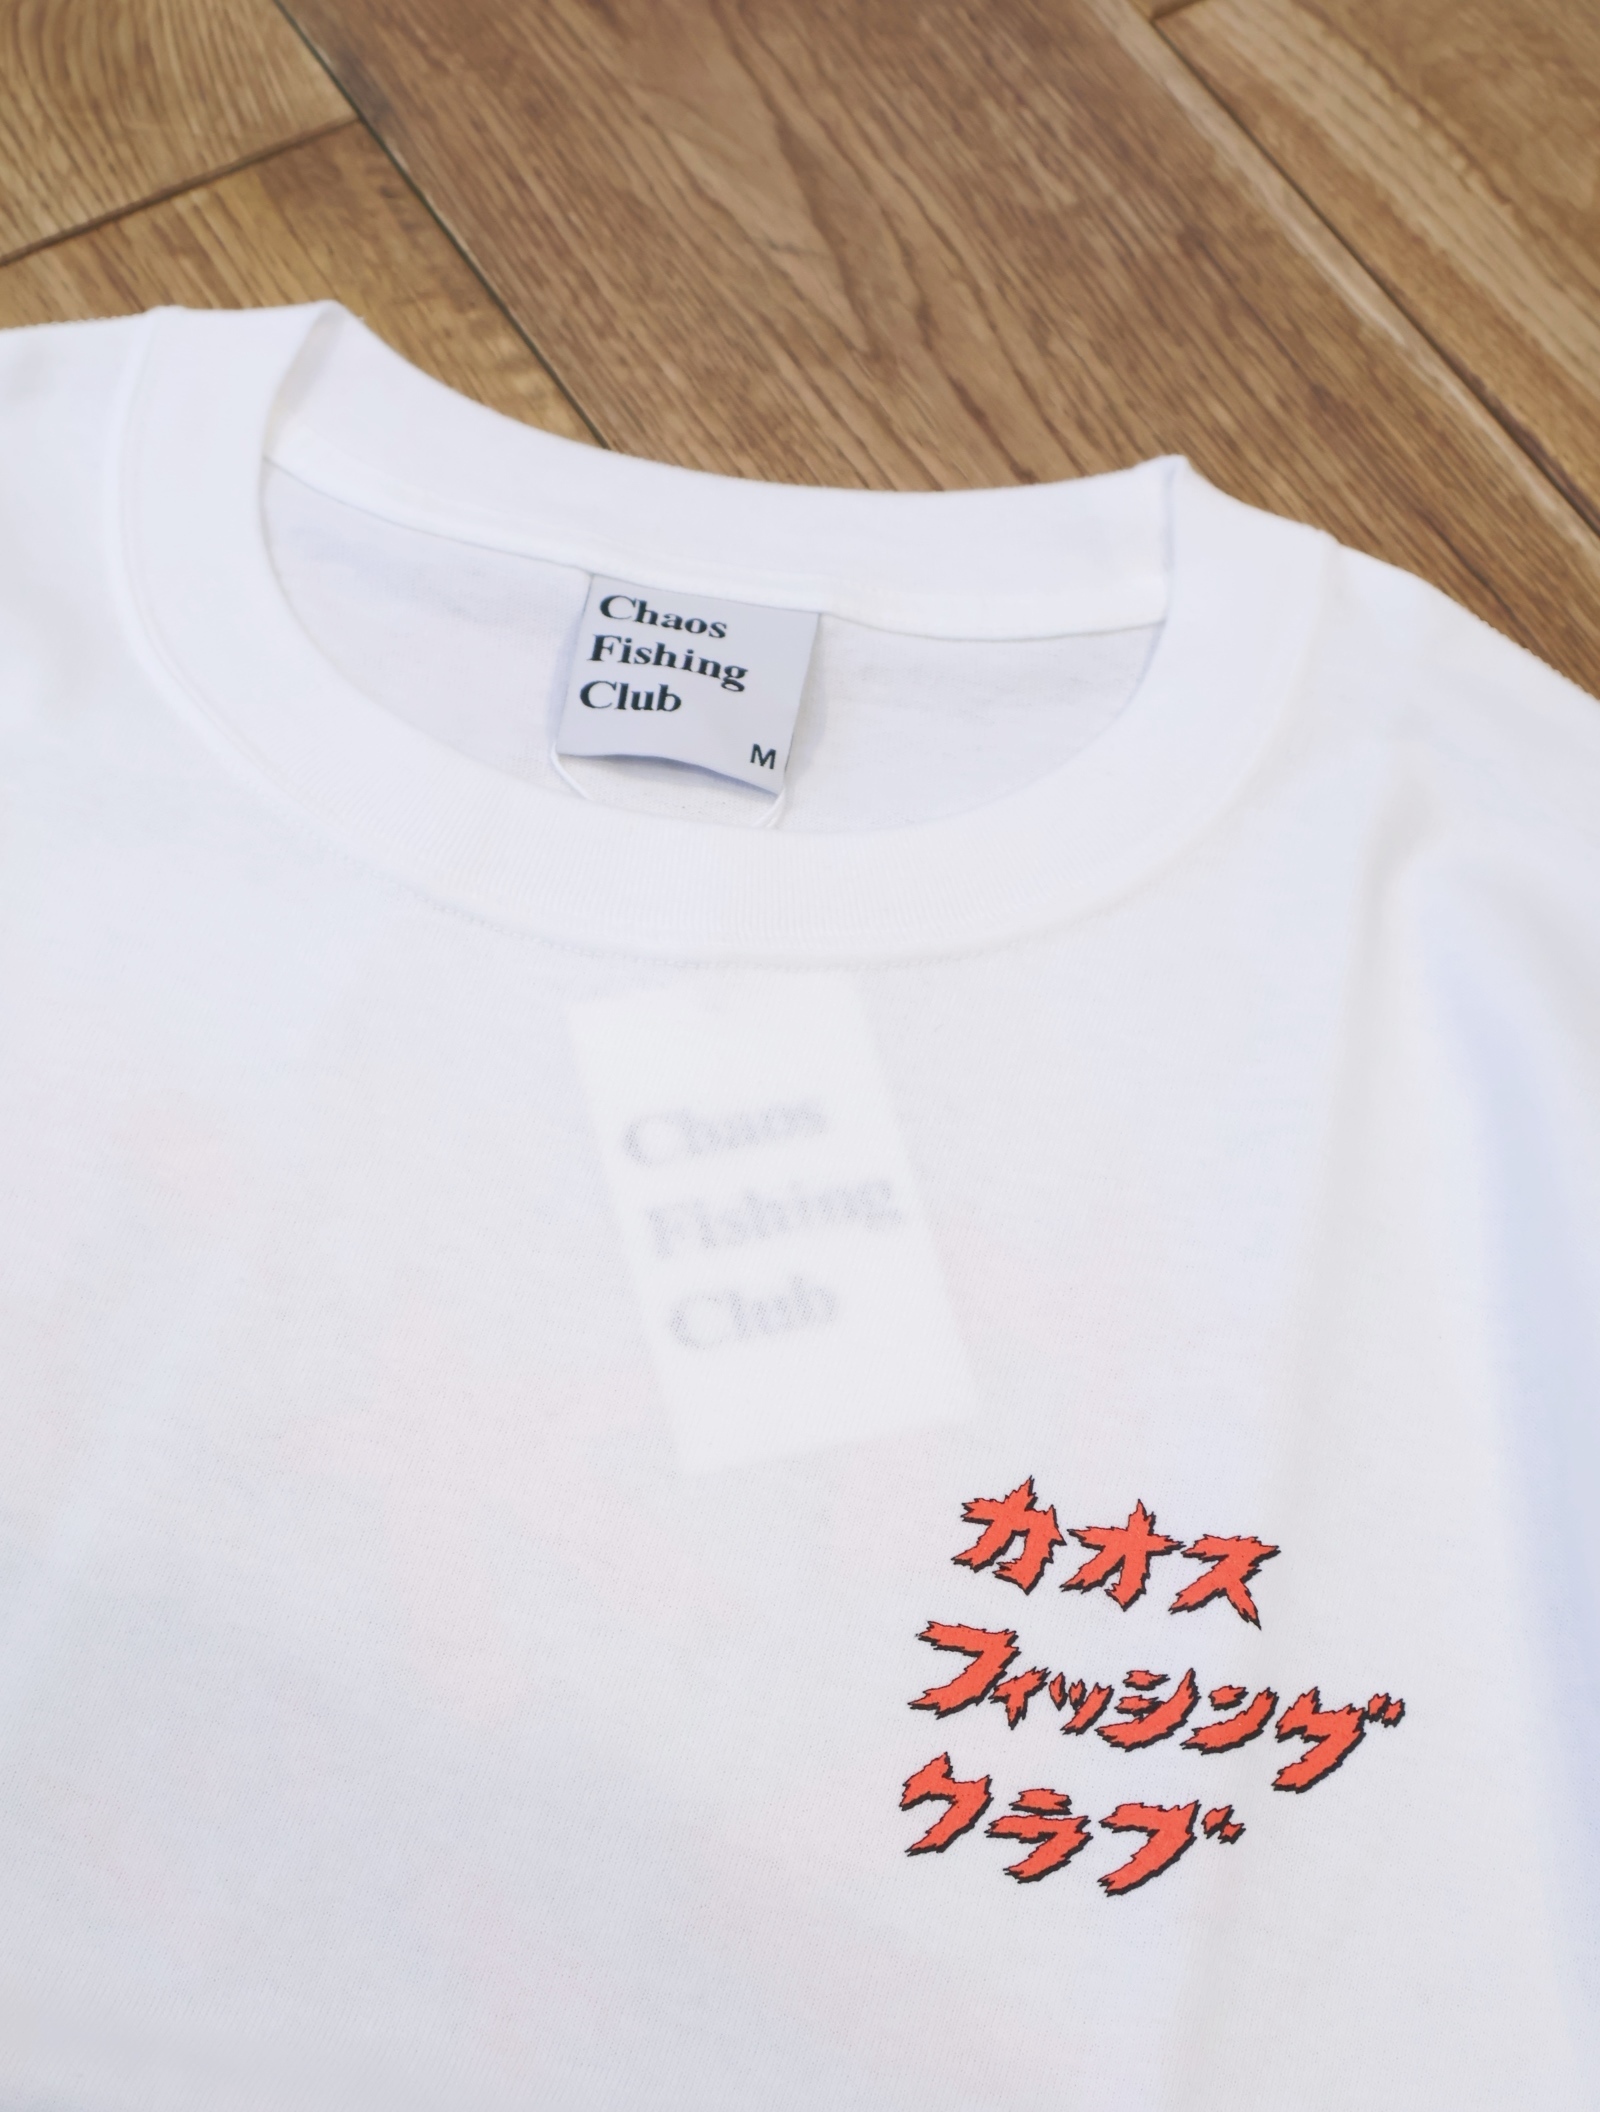 Chaos
Fishing
Club
M
Chaos
Fishing
Club
カオス
フィッシング
クラブ